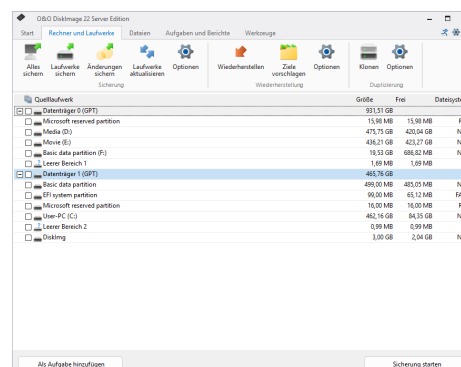 O&O DiskImage 22 Server Edition
Start Rechner und Laufwerke Dateien Aufgaben und Berichte Werkzeuge
Alles sichern Laufwerke sichern Änderungen sichern Laufwerke aktualisieren Optionen Wiederherstellen Ziele vorschlagen Optionen Klonen Optionen
Sicherung Wiederherstellung Duplizierung
Quelllaufwerk Größe Frei Dateisyste
Datenträger 0 (GPT) 931,51 GB
Microsoft reserved partition 15,98 MB 15,98 MB
Media (D:) 475,75 GB 420,04 GB N
Movie (E:) 436,21 GB 423,27 GB N
Basic data partition (F:) 19,53 GB 686,82 MB N
Leerer Bereich 1 1,69 MB 1,69 MB
Datenträger 1 (GPT) 465,76 GB
Basic data partition 499,00 MB 485,05 MB N
EFI system partition 99,00 MB 65,12 MB FA
Microsoft reserved partition 16,00 MB 16,00 MB
User-PC (C:) 462,16 GB 84,35 GB N
Leerer Bereich 2 0,99 MB 0,99 MB
DiskImg 3,00 GB 2,04 GB N
Als Aufgabe hinzufügen Sicherung starten